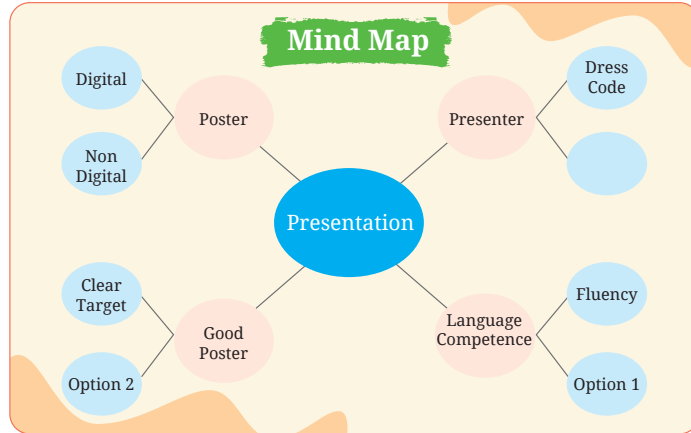 Mind Map
Digital
Non
Digital
Poster
Presenter
Dress
Code
Presentation
Clear
Target
Option 2
Good
Poster
Language
Competence
Fluency
Option 1